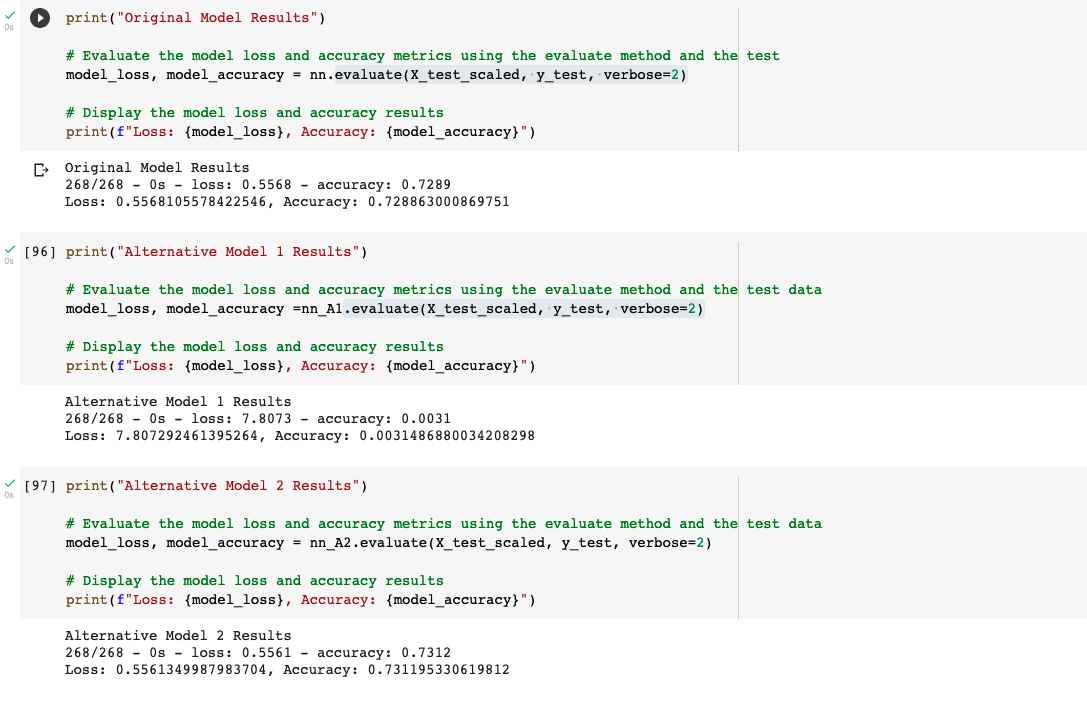 0s
print("Original Model Results")
# Evaluate the model loss and accuracy metrics using the evaluate method and the test
model_loss, model_accuracy = nn.evaluate(X_test_scaled, y_test, verbose=2)
# Display the model loss and accuracy results
print(f"Loss: {model_loss}, Accuracy: {model_accuracy}")
Original Model Results
268/268 - 0s - loss: 0.5568 - accuracy: 0.7289
Loss: 0.5568105578422546, Accuracy: 0.728863000869751
0s
[96] print("Alternative Model 1 Results")
# Evaluate the model loss and accuracy metrics using the evaluate method and the test data
model_loss, model_accuracy =nn_A1.evaluate(X_test_scaled, y_test, verbose=2)
# Display the model loss and accuracy results
print(f"Loss: {model_loss}, Accuracy: {model_accuracy}")
Alternative Model 1 Results
268/268 - 0s - loss: 7.8073 - accuracy: 0.0031
Loss: 7.807292461395264, Accuracy: 0.0031486880034208298
0s
[97] print("Alternative Model 2 Results")
# Evaluate the model loss and accuracy metrics using the evaluate method and the test data
model_loss, model_accuracy = nn_A2.evaluate(X_test_scaled, y_test, verbose=2)
# Display the model loss and accuracy results
print(f"Loss: {model_loss}, Accuracy: {model_accuracy}")
Alternative Model 2 Results
268/268 - 0s - loss: 0.5561 - accuracy: 0.7312
Loss: 0.5561349987983704, Accuracy: 0.731195330619812